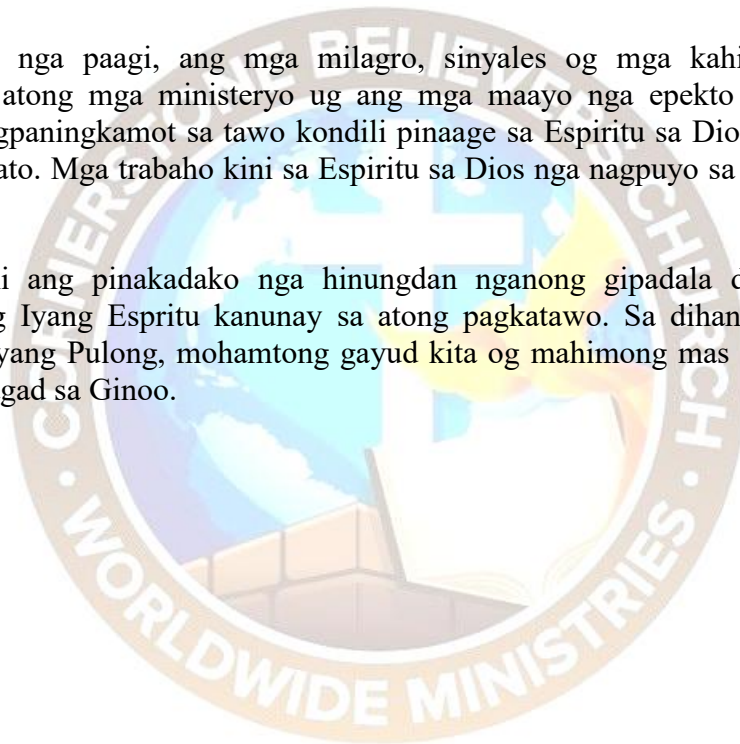 nga paagi, ang mga milagro, sinyales og mga kahi
atong mga ministeryo ug ang mga maayo nga epekto
gpaningkamot sa tawo kondili pinaage sa Espiritu sa Dio
ato. Mga trabaho kini sa Espiritu sa Dios nga nagpuyo sa
i ang pinakadako nga hinungdan nganong gipadala d
g Iyang Espritu kanunay sa atong pagkatawo. Sa dihan
yang Pulong, mohamtong gayud kita og mahimong mas
gad sa Ginoo.
CORNERSTONE BELIEVERS CHURCH
• WORLDWIDE MINISTRIES •